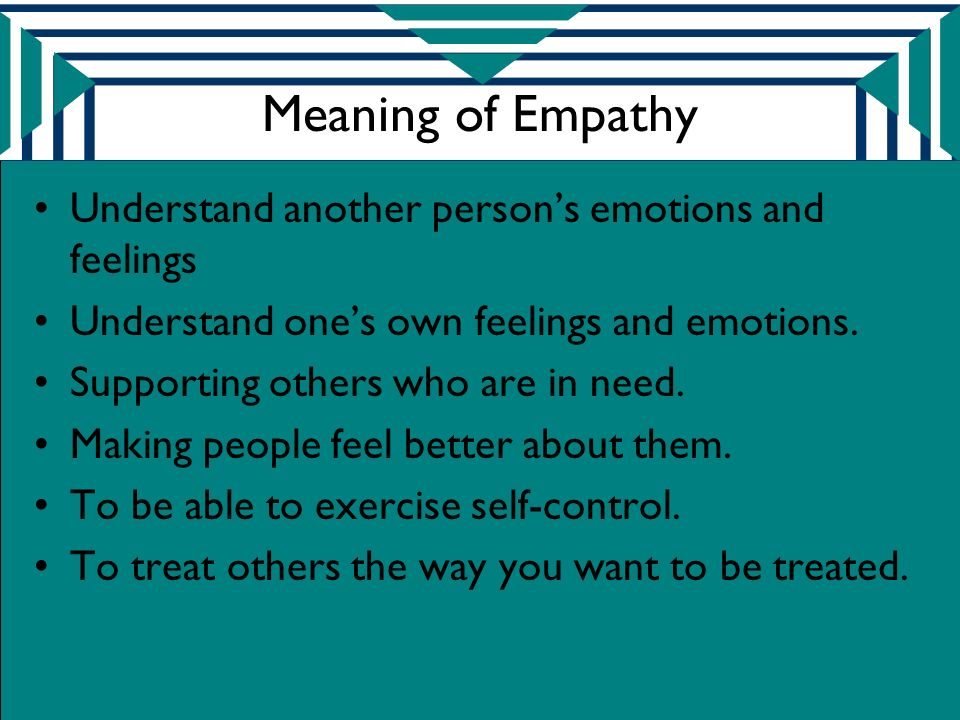 Meaning of Empathy
• Understand another person’s emotions and
feelings
• Understand one’s own feelings and emotions.
• Supporting others who are in need.
• Making people feel better about them.
• To be able to exercise self-control.
• To treat others the way you want to be treated.